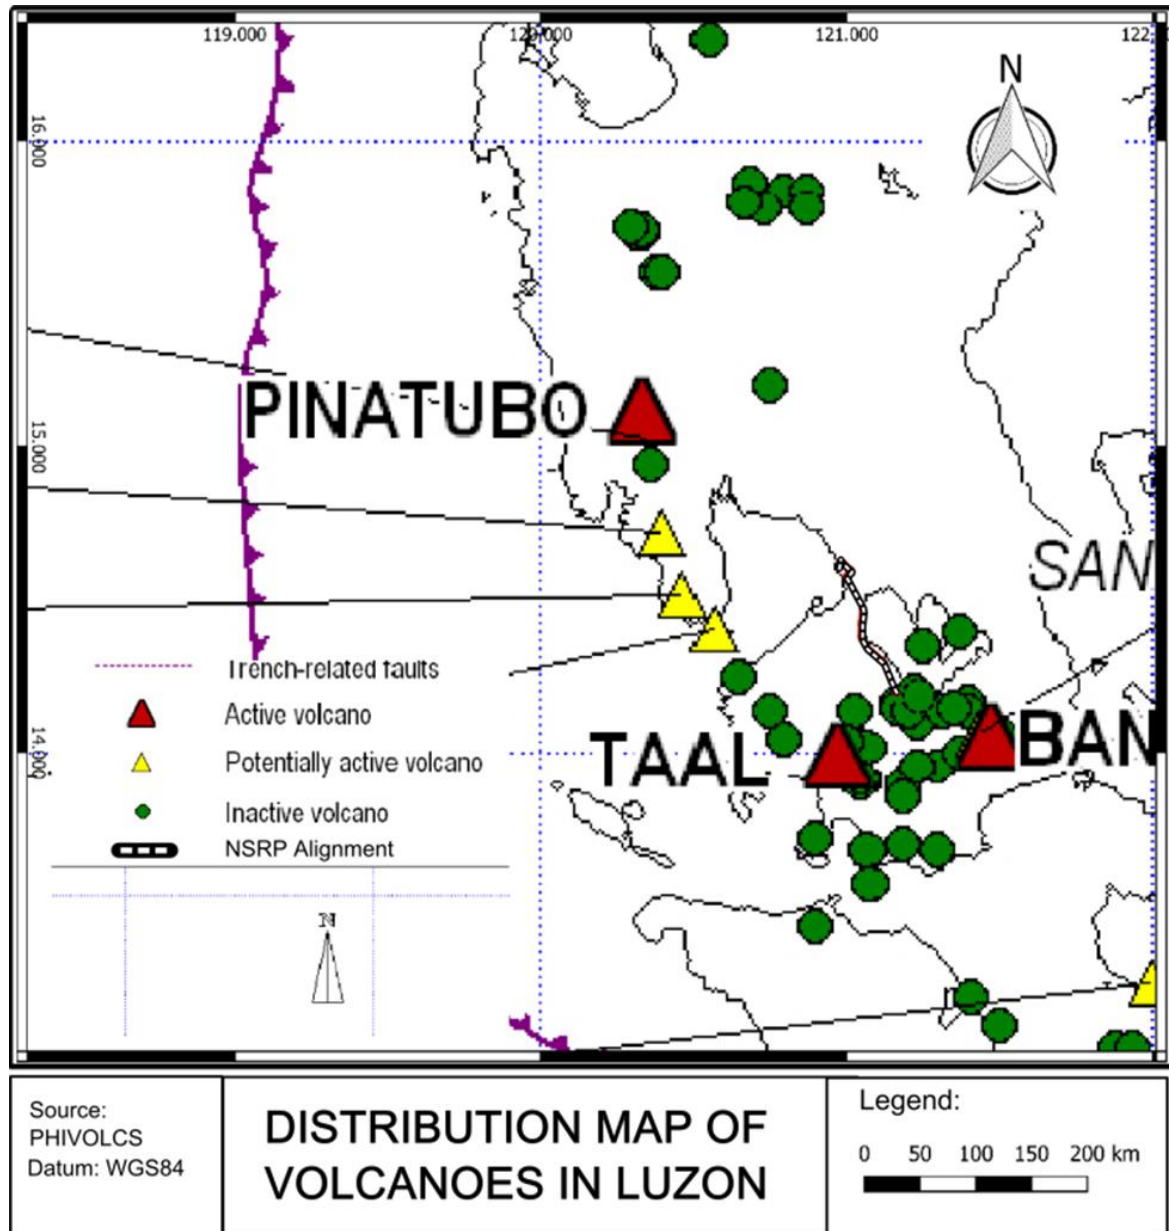 119.000
120.000
121.000
122.
N
16.000
PINATUBO
15.000
SAN
Trench-related faults
Active volcano
TAAL
BAN
14.000
Potentially active volcano
Inactive volcano
NSRP Alignment
N
Source:
PHIVOLCS
Datum: WGS84
DISTRIBUTION MAP OF
VOLCANOES IN LUZON
Legend:
0 50 100 150 200 km